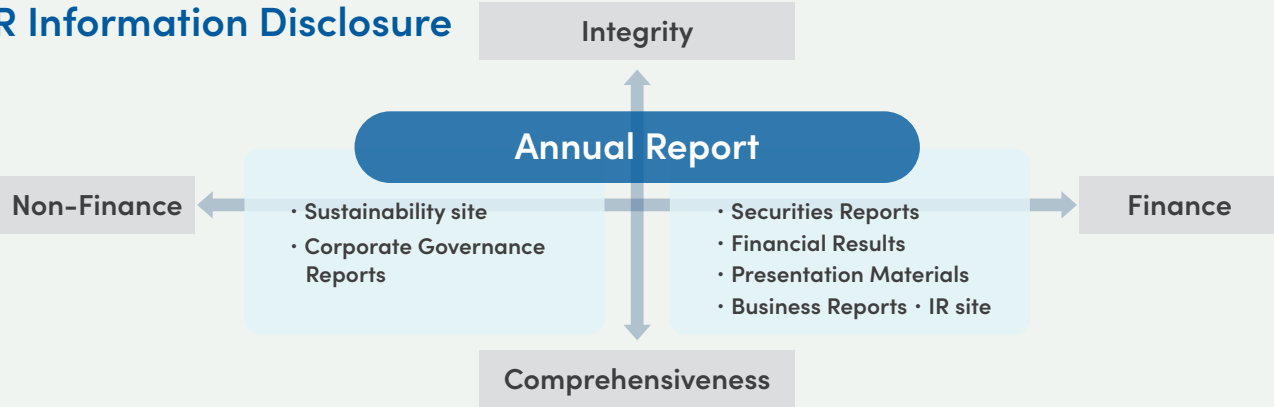 R Information Disclosure
Integrity
Annual Report
Non-Finance
Finance
・Sustainability site
・Corporate Governance
Reports
・Securities Reports
・Financial Results
・Presentation Materials
・Business Reports・IR site
Comprehensiveness